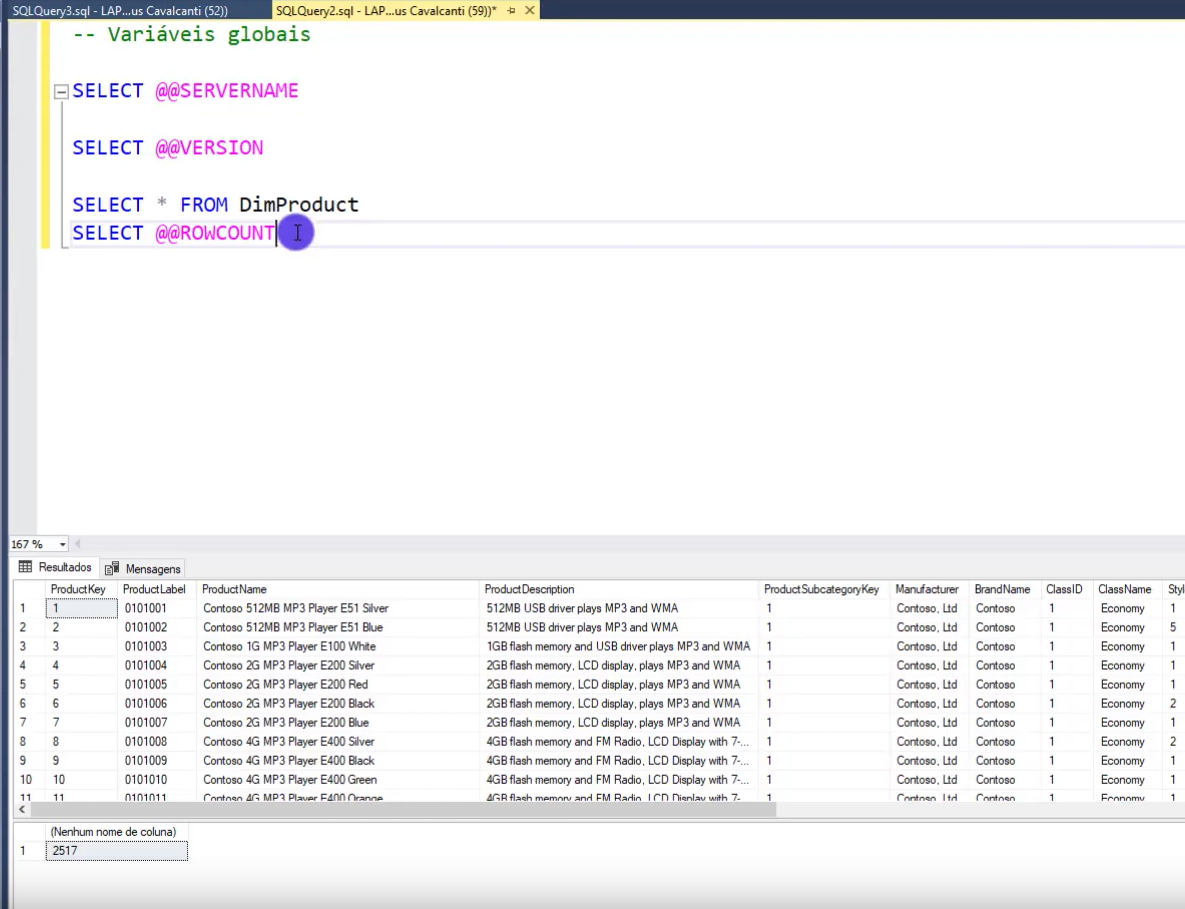 SQLQuery3.sql - LAP...us Cavalcanti (52)) SQLQuery2.sql - LAP...us Cavalcanti (59))*
-- Variáveis globais
SELECT @@SERVERNAME
SELECT @@VERSION
SELECT * FROM DimProduct
SELECT @@ROWCOUNT
167 %
Resultados Mensagens
ProductKey ProductLabel ProductName ProductDescription ProductSubcategoryKey Manufacturer BrandName ClassID ClassName Styl
1 1 0101001 Contoso 512MB MP3 Player E51 Silver 512MB USB driver plays MP3 and WMA 1 Contoso, Ltd Contoso 1 Economy 1
2 2 0101002 Contoso 512MB MP3 Player E51 Blue 512MB USB driver plays MP3 and WMA 1 Contoso, Ltd Contoso 1 Economy 5
3 3 0101003 Contoso 1G MP3 Player E100 White 1GB flash memory and USB driver plays MP3 and WMA 1 Contoso, Ltd Contoso 1 Economy 1
4 4 0101004 Contoso 2G MP3 Player E200 Silver 2GB flash memory, LCD display, plays MP3 and WMA 1 Contoso, Ltd Contoso 1 Economy 1
5 5 0101005 Contoso 2G MP3 Player E200 Red 2GB flash memory, LCD display, plays MP3 and WMA 1 Contoso, Ltd Contoso 1 Economy 1
6 6 0101006 Contoso 2G MP3 Player E200 Black 2GB flash memory, LCD display, plays MP3 and WMA 1 Contoso, Ltd Contoso 1 Economy 2
7 7 0101007 Contoso 2G MP3 Player E200 Blue 2GB flash memory, LCD display, plays MP3 and WMA 1 Contoso, Ltd Contoso 1 Economy 1
8 8 0101008 Contoso 4G MP3 Player E400 Silver 4GB flash memory and FM Radio, LCD Display with 7-... 1 Contoso, Ltd Contoso 1 Economy 2
9 9 0101009 Contoso 4G MP3 Player E400 Black 4GB flash memory and FM Radio, LCD Display with 7-... 1 Contoso, Ltd Contoso 1 Economy 1
10 10 0101010 Contoso 4G MP3 Player E400 Green 4GB flash memory and FM Radio, LCD Display with 7-... 1 Contoso, Ltd Contoso 1 Economy 1
11 11 0101011 Contoso 4G MP3 Player E400 Orange 4GB flash memory and FM Radio, LCD Display with 7-... 1 Contoso, Ltd Contoso 1 Economy 1
(Nenhum nome de coluna)
1 2517